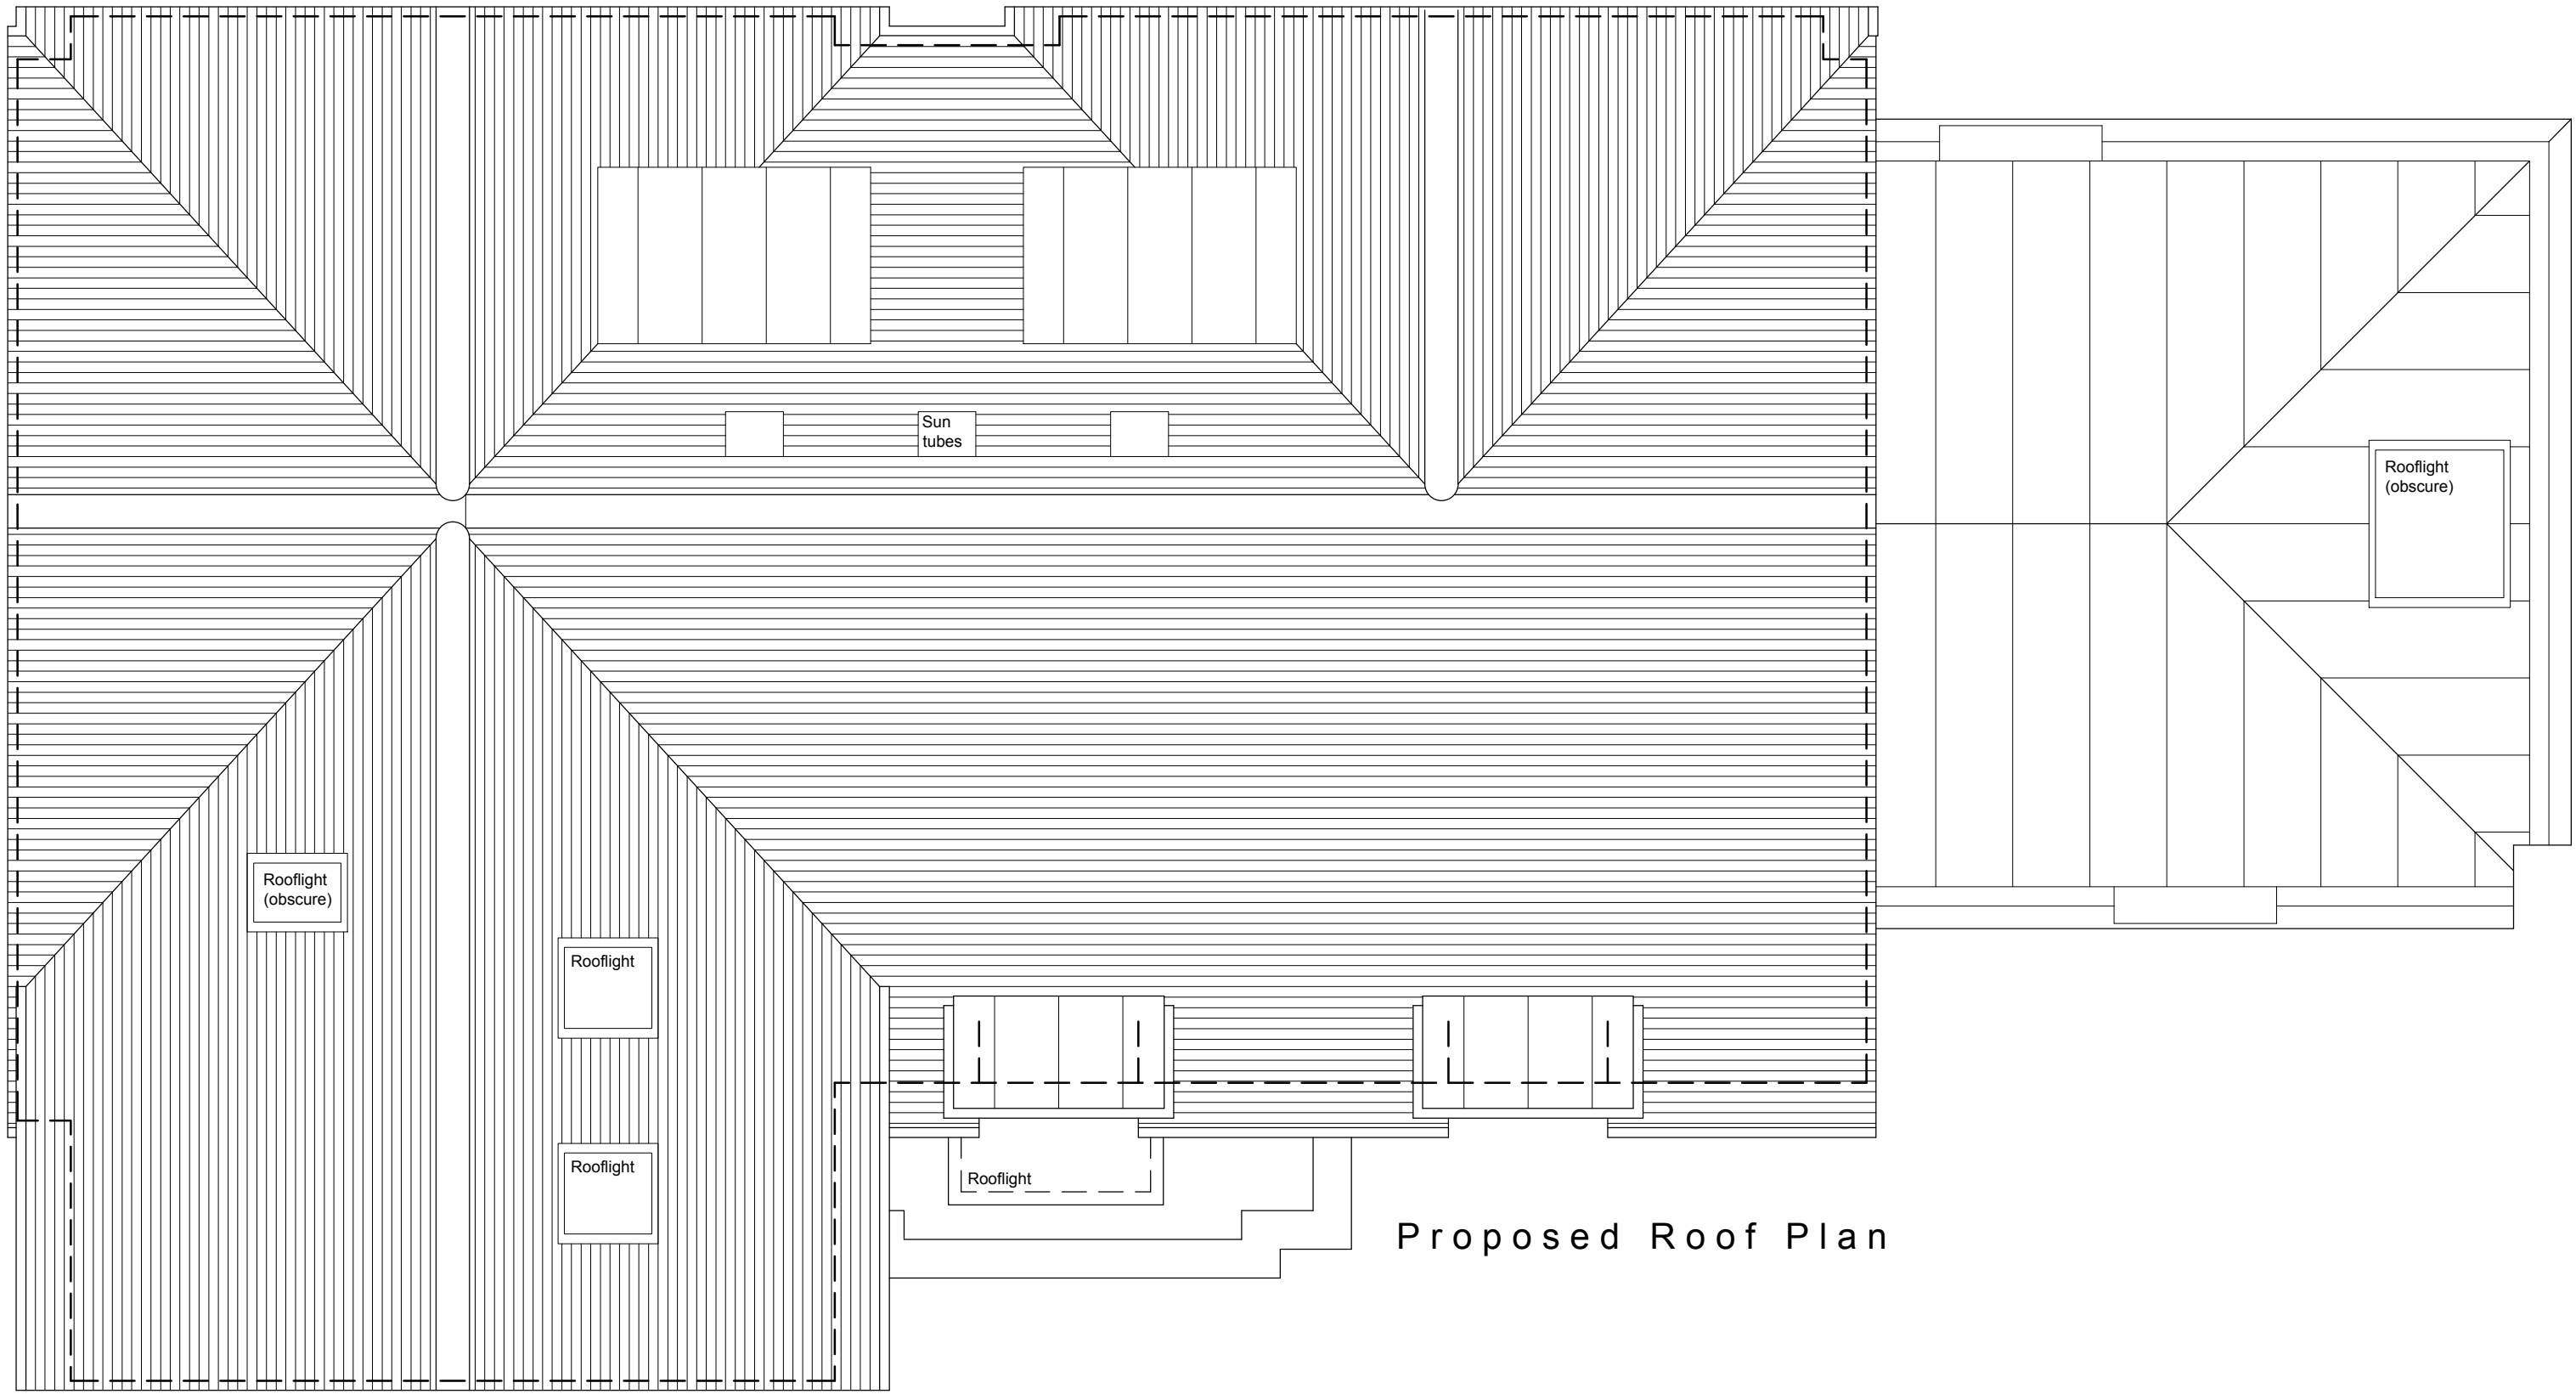 Sun
tubes
Rooflight
(obscure)
Rooflight
(obscure)
Rooflight
Rooflight
Rooflight
Proposed Roof Plan